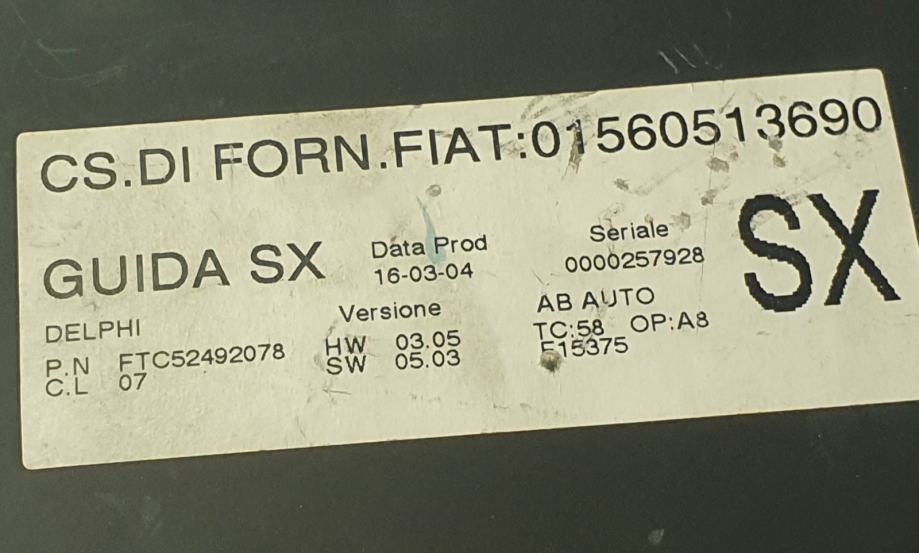 CS.DI FORN.FIAT:01560513690
GUIDA SX
Data Prod
16-03-04
Seriale
0000257928
SX
DELPHI
P.N FTC52492078
C.L 07
Versione
HW 03.05
SW 05.03
AB AUTO
TC:58 OP:A8
E15375